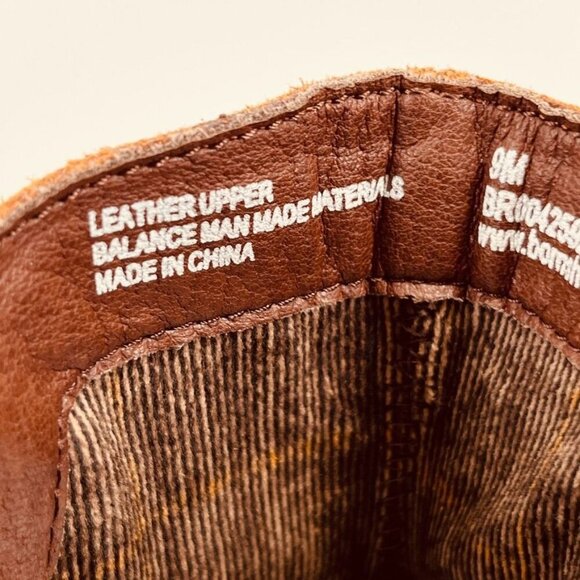 LEATHER UPPER
BALANCE MAN MADE MATERIALS
MADE IN CHINA
9M